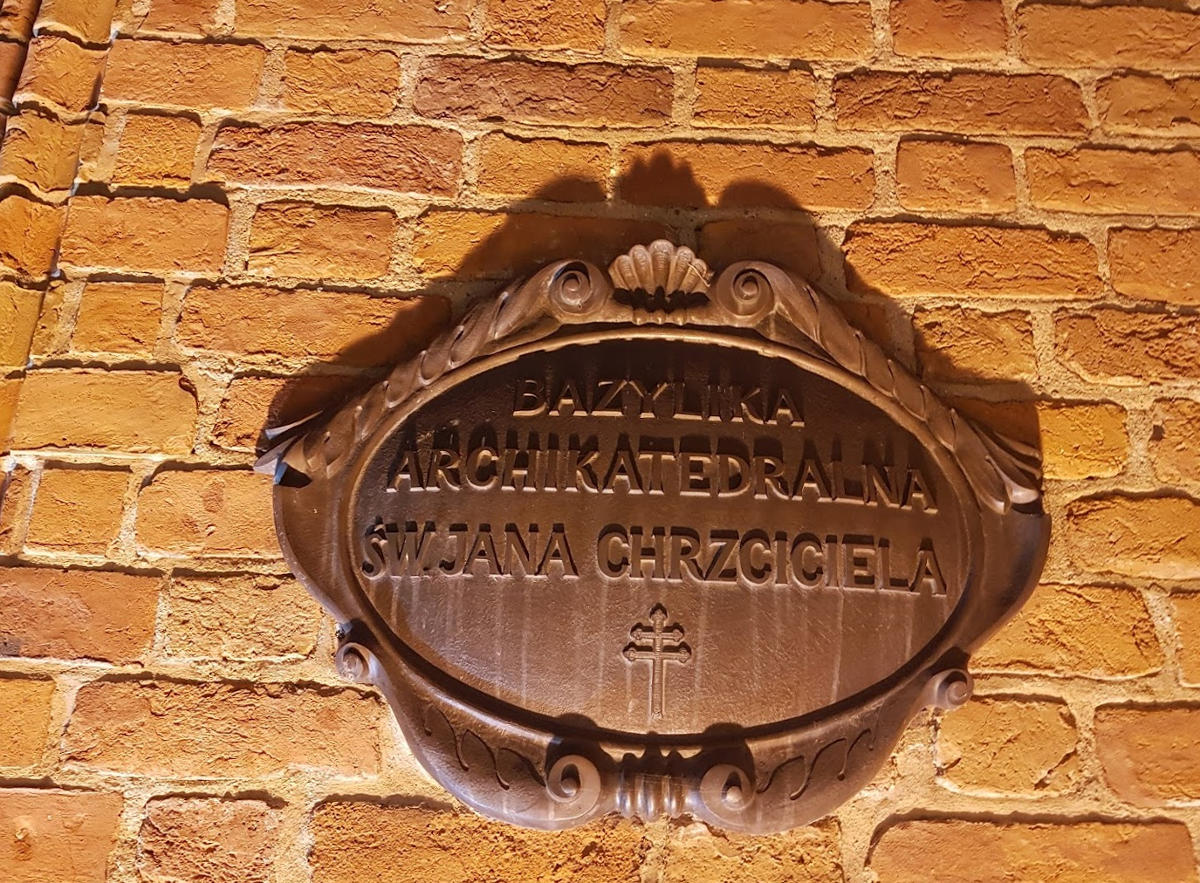 BAZYLIKA
ARCHIKATEDRALNA
ŚW. JANA CHRZCICIELA